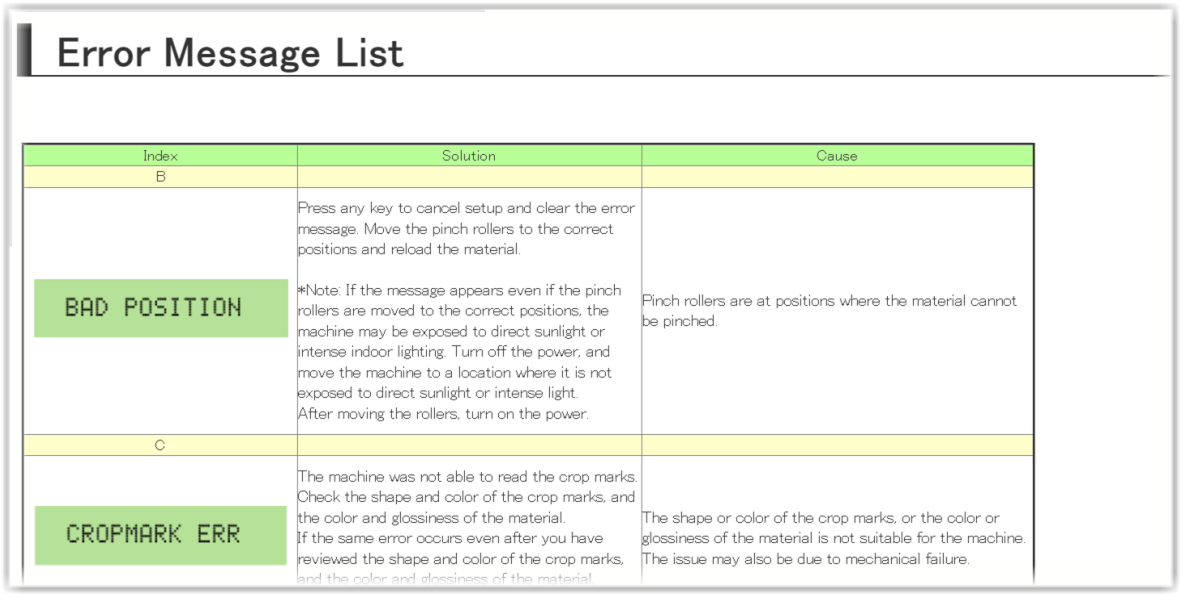 Error Message List
Index
Solution
Cause
B
BAD POSITION
Press any key to cancel setup and clear the error
message. Move the pinch rollers to the correct
positions and reload the material.
*Note: If the message appears even if the pinch
rollers are moved to the correct positions, the
machine may be exposed to direct sunlight or
intense indoor lighting. Turn off the power, and
move the machine to a location where it is not
exposed to direct sunlight or intense light.
After moving the rollers, turn on the power.
Pinch rollers are at positions where the material cannot
be pinched.
C
CROPMARK ERR
The machine was not able to read the crop marks.
Check the shape and color of the crop marks, and
the color and glossiness of the material.
If the same error occurs even after you have
reviewed the shape and color of the crop marks,
and the color and glossiness of the material,
The shape or color of the crop marks, or the color or
glossiness of the material is not suitable for the machine.
The issue may also be due to mechanical failure.